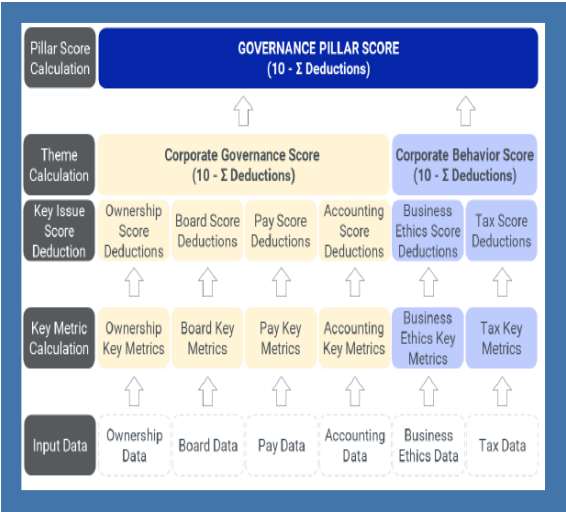 Pillar Score
Calculation
GOVERNANCE PILLAR SCORE
(10 - Σ Deductions)
Theme
Calculation
Corporate Governance Score
(10 - Σ Deductions)
Corporate Behavior Score
(10 - Σ Deductions)
Key Issue
Score
Deduction
Ownership
Score
Deductions
Board Score
Deductions
Pay Score
Deductions
Accounting
Score
Deductions
Business
Ethics Score
Deductions
Tax Score
Deductions
Key Metric
Calculation
Ownership
Key Metrics
Board Key
Metrics
Pay Key
Metrics
Accounting
Key Metrics
Business
Ethics Key
Metrics
Tax Key
Metrics
Input Data
Ownership
Data
Board Data
Pay Data
Accounting
Data
Business
Ethics Data
Tax Data